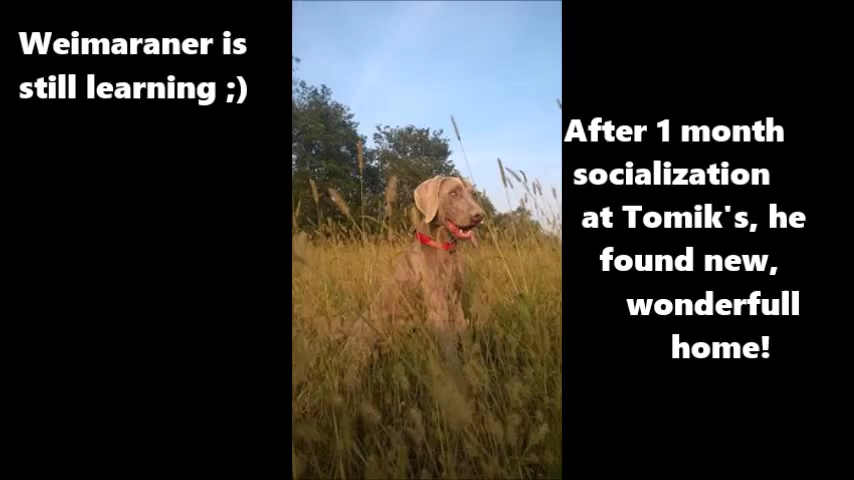 Weimaraner is
still learning ;)
After 1 month
socialization
at Tomik's, he
found new,
wonderfull
home!